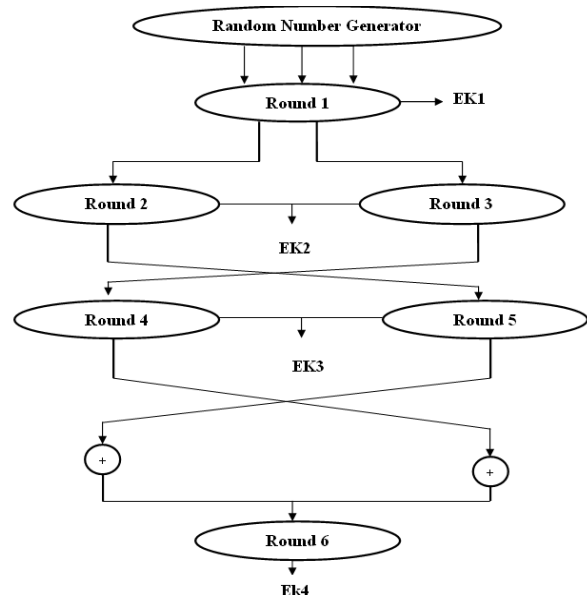 Random Number Generator
Round 1
EK1
Round 2
Round 3
EK2
Round 4
Round 5
EK3
+
+
Round 6
Ek4